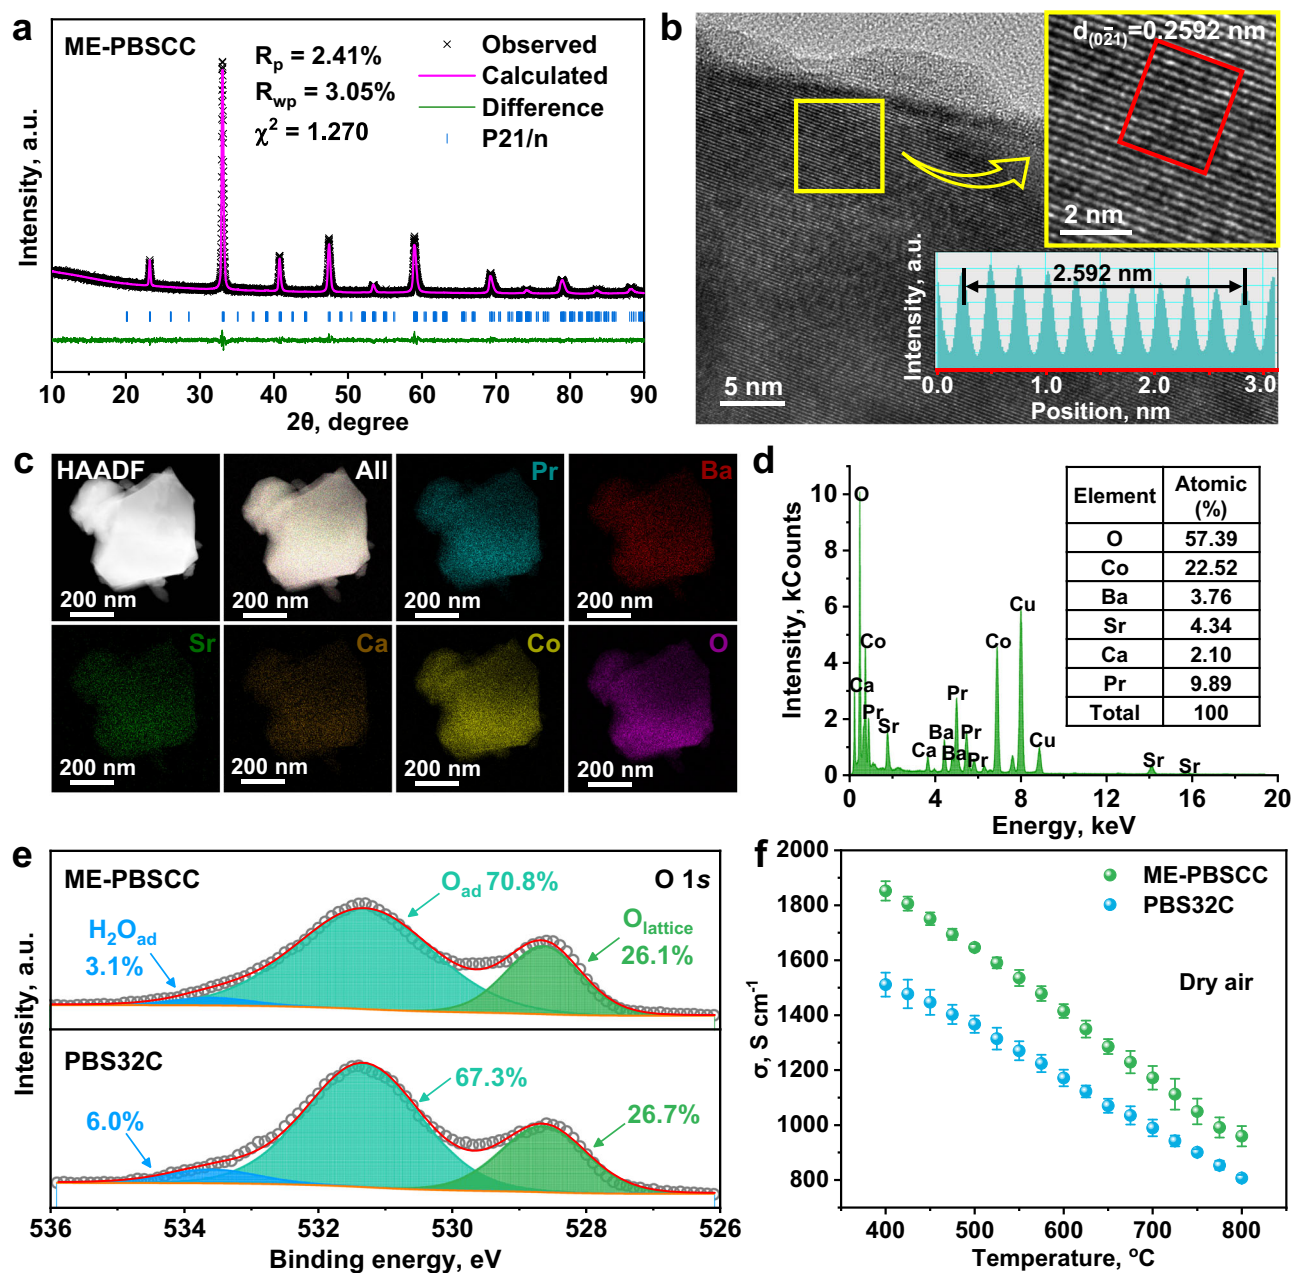 a
ME-PBSCC
Rp = 2.41%
Rwp = 3.05%
χ² = 1.270
Observed
Calculated
Difference
P21/n
Intensity, a.u.
10 20 30 40 50 60 70 80 90
2θ, degree
b
d(02̄1)=0.2592 nm
2 nm
5 nm
2.592 nm
Intensity, a.u.
0.0 1.0 2.0 3.0
Position, nm
c
HAADF
200 nm
All
200 nm
Pr
200 nm
Ba
200 nm
Sr
200 nm
Ca
200 nm
Co
200 nm
O
200 nm
d
Intensity, kCounts
10
8
6
4
2
0
O
Co
Ca
Pr
Sr
Ca
Ba
Pr
Ba
Pr
Pr
Co
Cu
Cu
Sr
Sr
0 4 8 12 16 20
Energy, keV
Element Atomic (%)
O 57.39
Co 22.52
Ba 3.76
Sr 4.34
Ca 2.10
Pr 9.89
Total 100
e
ME-PBSCC
O 1s
H₂Oad
3.1%
Oad 70.8%
Olattice
26.1%
PBS32C
6.0%
67.3%
26.7%
Intensity, a.u.
536 534 532 530 528 526
Binding energy, eV
f
2000
1800
1600
1400
1200
1000
800
σ, S cm⁻¹
ME-PBSCC
PBS32C
Dry air
400 500 600 700 800
Temperature, °C